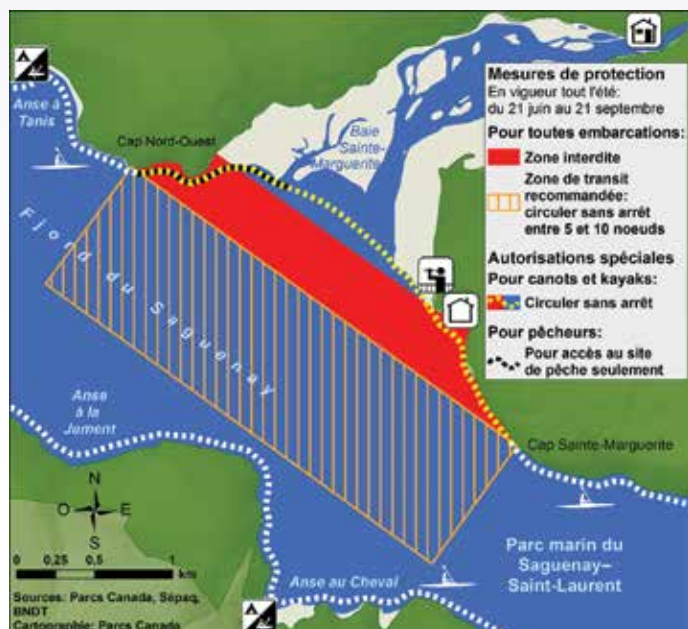 Anse à
Tanis
Cap Nord-Ouest
Baie
Sainte-
Marguerite
Mesures de protection
En vigueur tout l'été:
du 21 juin au 21 septembre
Pour toutes embarcations:
Zone interdite
Zone de transit
recommandée:
circuler sans arrêt
entre 5 et 10 noeuds
Autorisations spéciales
Pour canots et kayaks:
Circuler sans arrêt
Pour pêcheurs:
Pour accès au site
de pêche seulement
Fjord du Saguenay
Anse
à la
Jument
Cap Sainte-Marguerite
N
O E
S
0 0,25 0,5 1
km
Parc marin du
Saguenay–
Saint-Laurent
Anse au Cheval
Sources: Parcs Canada, Sépaq,
BNDT
Cartographie: Parcs Canada